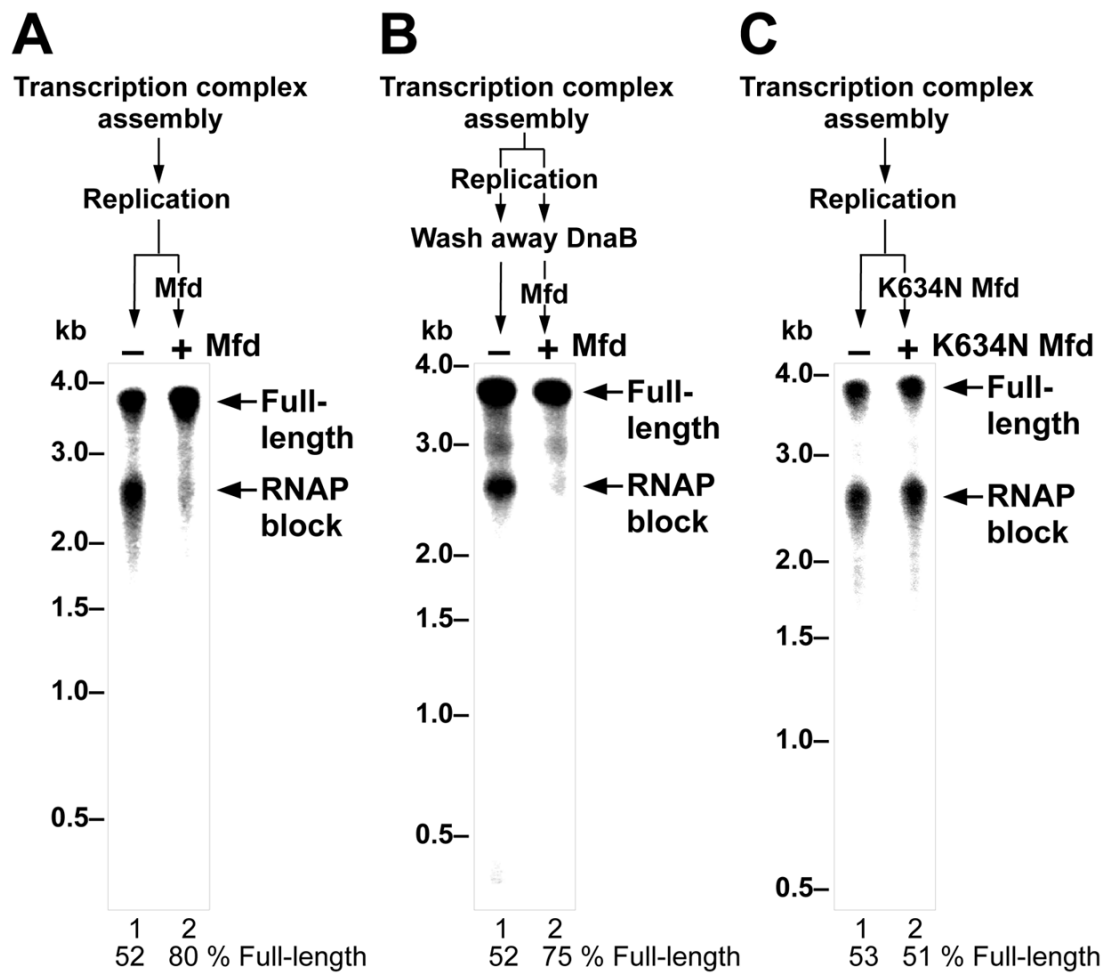 A
Transcription complex
assembly
Replication
Mfd
kb
– + Mfd
4.0–
3.0–
2.0–
1.5–
1.0–
0.5–
Full-
length
RNAP
block
1 2
52 80 % Full-length
B
Transcription complex
assembly
Replication
Wash away DnaB
Mfd
kb
– + Mfd
4.0–
3.0–
2.0–
1.5–
1.0–
0.5–
Full-
length
RNAP
block
1 2
52 75 % Full-length
C
Transcription complex
assembly
Replication
K634N Mfd
kb
– + K634N Mfd
4.0–
3.0–
2.0–
1.5–
1.0–
0.5–
Full-
length
RNAP
block
1 2
53 51 % Full-length